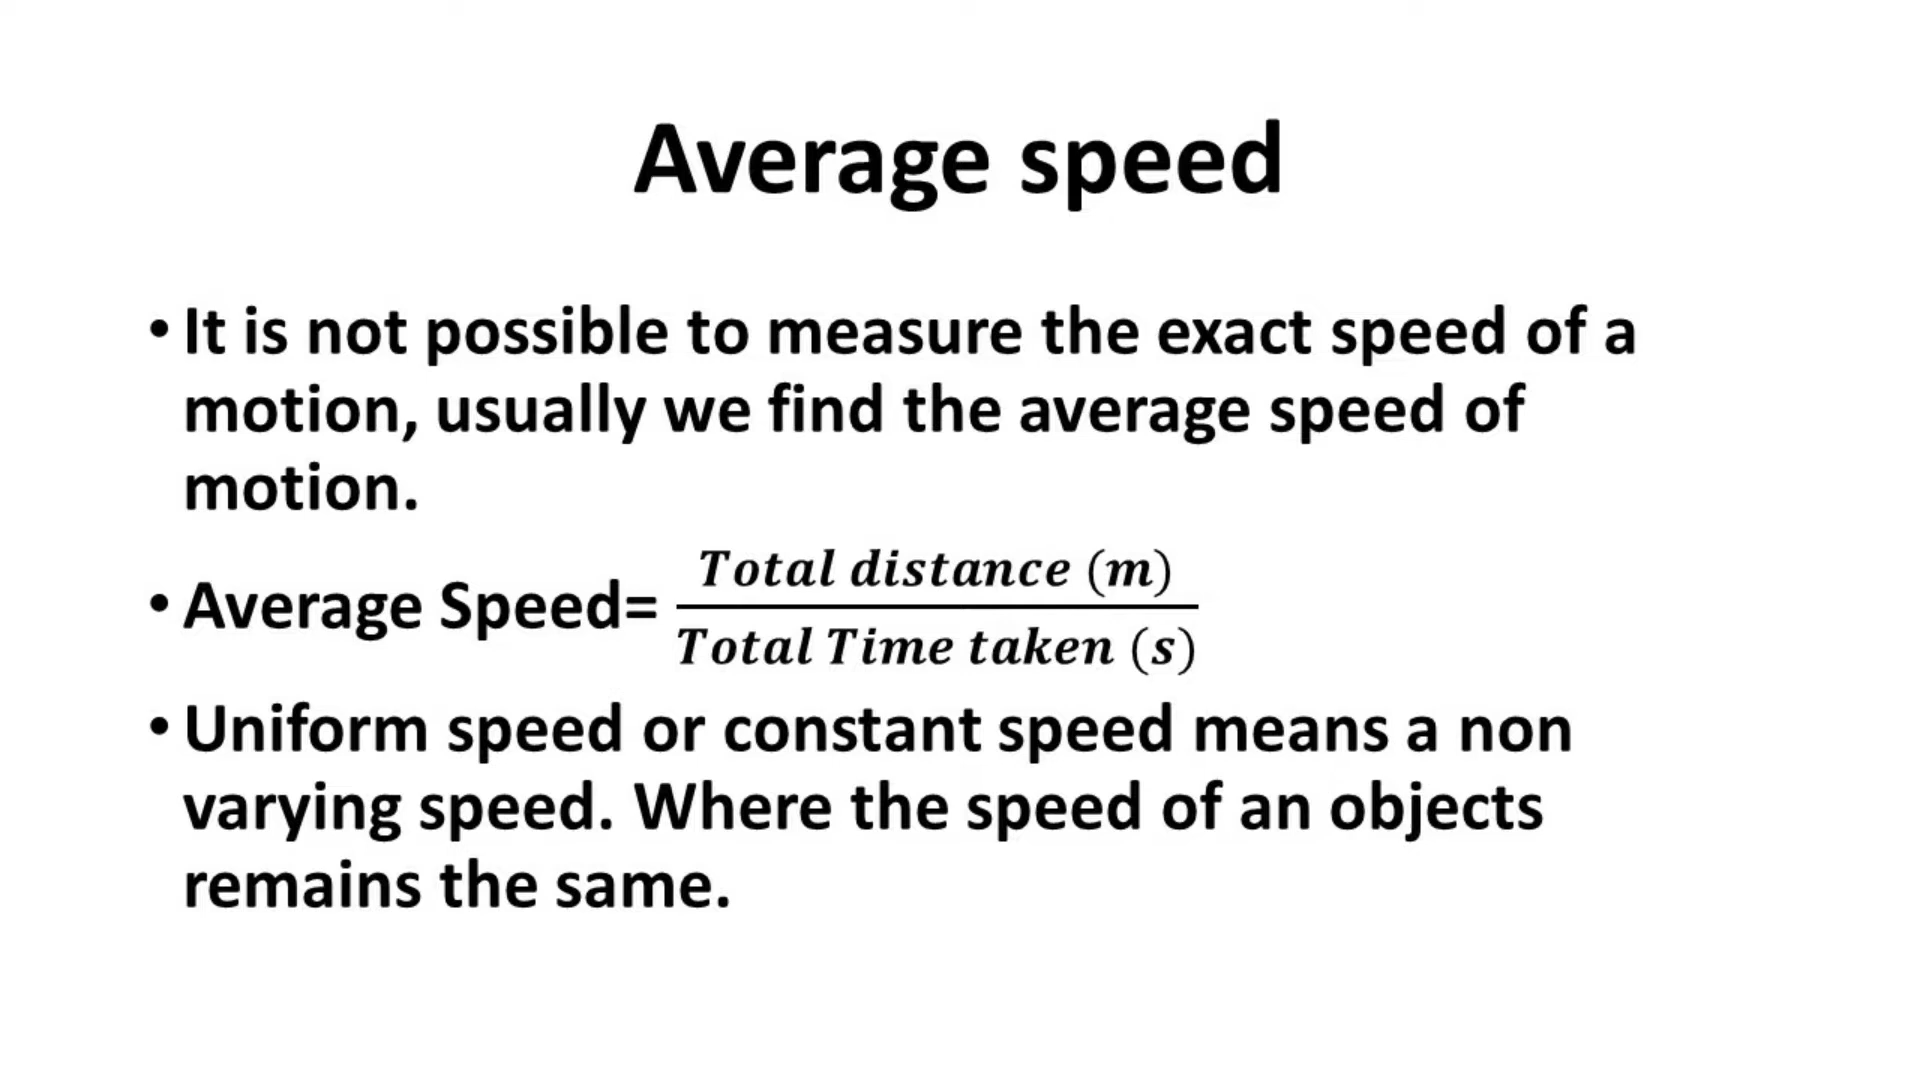 Average speed
• It is not possible to measure the exact speed of a
motion, usually we find the average speed of
motion.
• Average Speed= Total distance (m) / Total Time taken (s)
• Uniform speed or constant speed means a non
varying speed. Where the speed of an objects
remains the same.